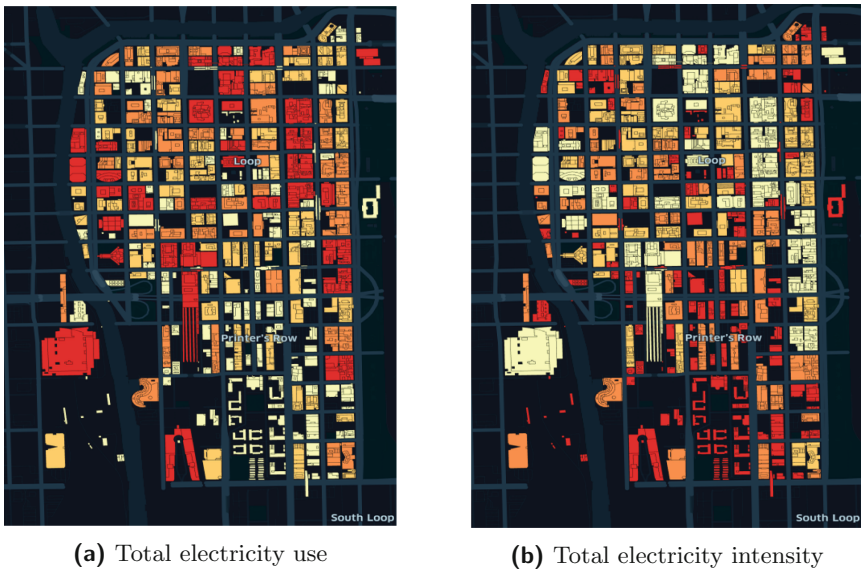 Loop
Printer's Row
South Loop
(a) Total electricity use
Loop
Printer's Row
South Loop
(b) Total electricity intensity